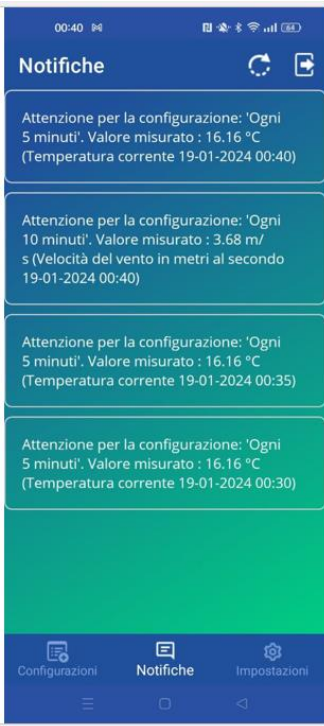 00:40
64
Notifiche
Attenzione per la configurazione: 'Ogni
5 minuti'. Valore misurato : 16.16 °C
(Temperatura corrente 19-01-2024 00:40)
Attenzione per la configurazione: 'Ogni
10 minuti'. Valore misurato : 3.68 m/
s (Velocità del vento in metri al secondo
19-01-2024 00:40)
Attenzione per la configurazione: 'Ogni
5 minuti'. Valore misurato : 16.16 °C
(Temperatura corrente 19-01-2024 00:35)
Attenzione per la configurazione: 'Ogni
5 minuti'. Valore misurato : 16.16 °C
(Temperatura corrente 19-01-2024 00:30)
Configurazioni Notifiche Impostazioni